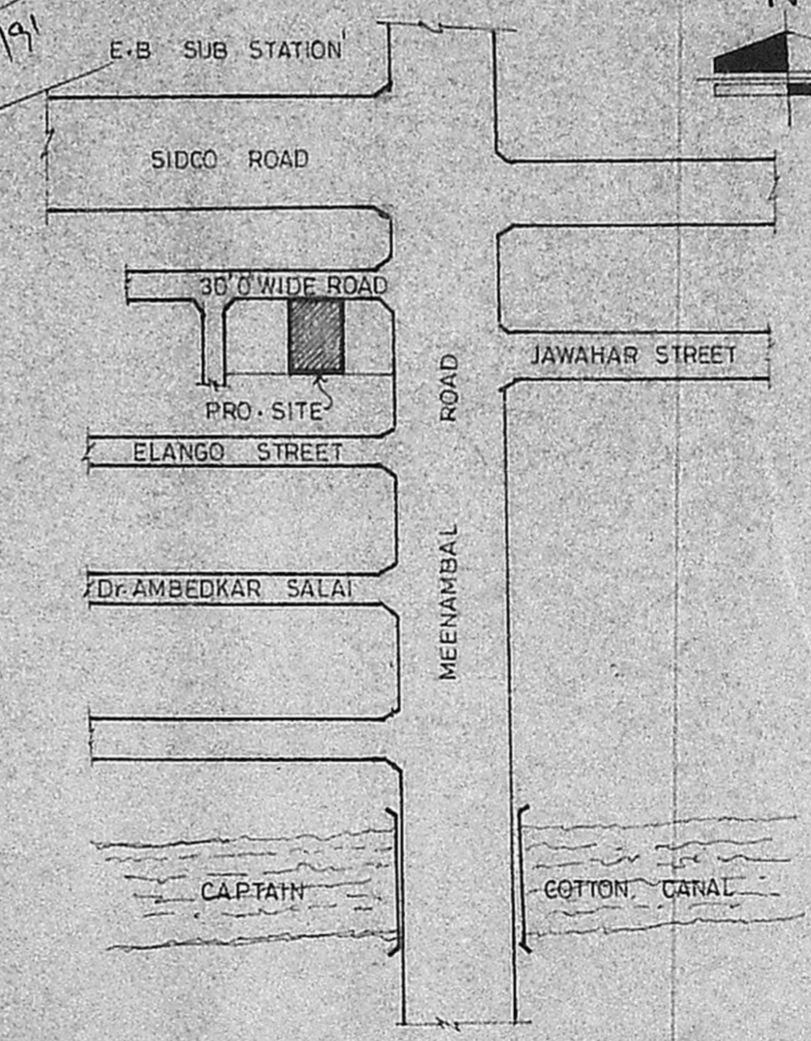 191
N
E.B SUB STATION
SIDCO ROAD
30'0" WIDE ROAD
JAWAHAR STREET
PRO. SITE
ELANGO STREET
MEENAMBAL ROAD
Dr. AMBEDKAR SALAI
CAPTAIN COTTON CANAL